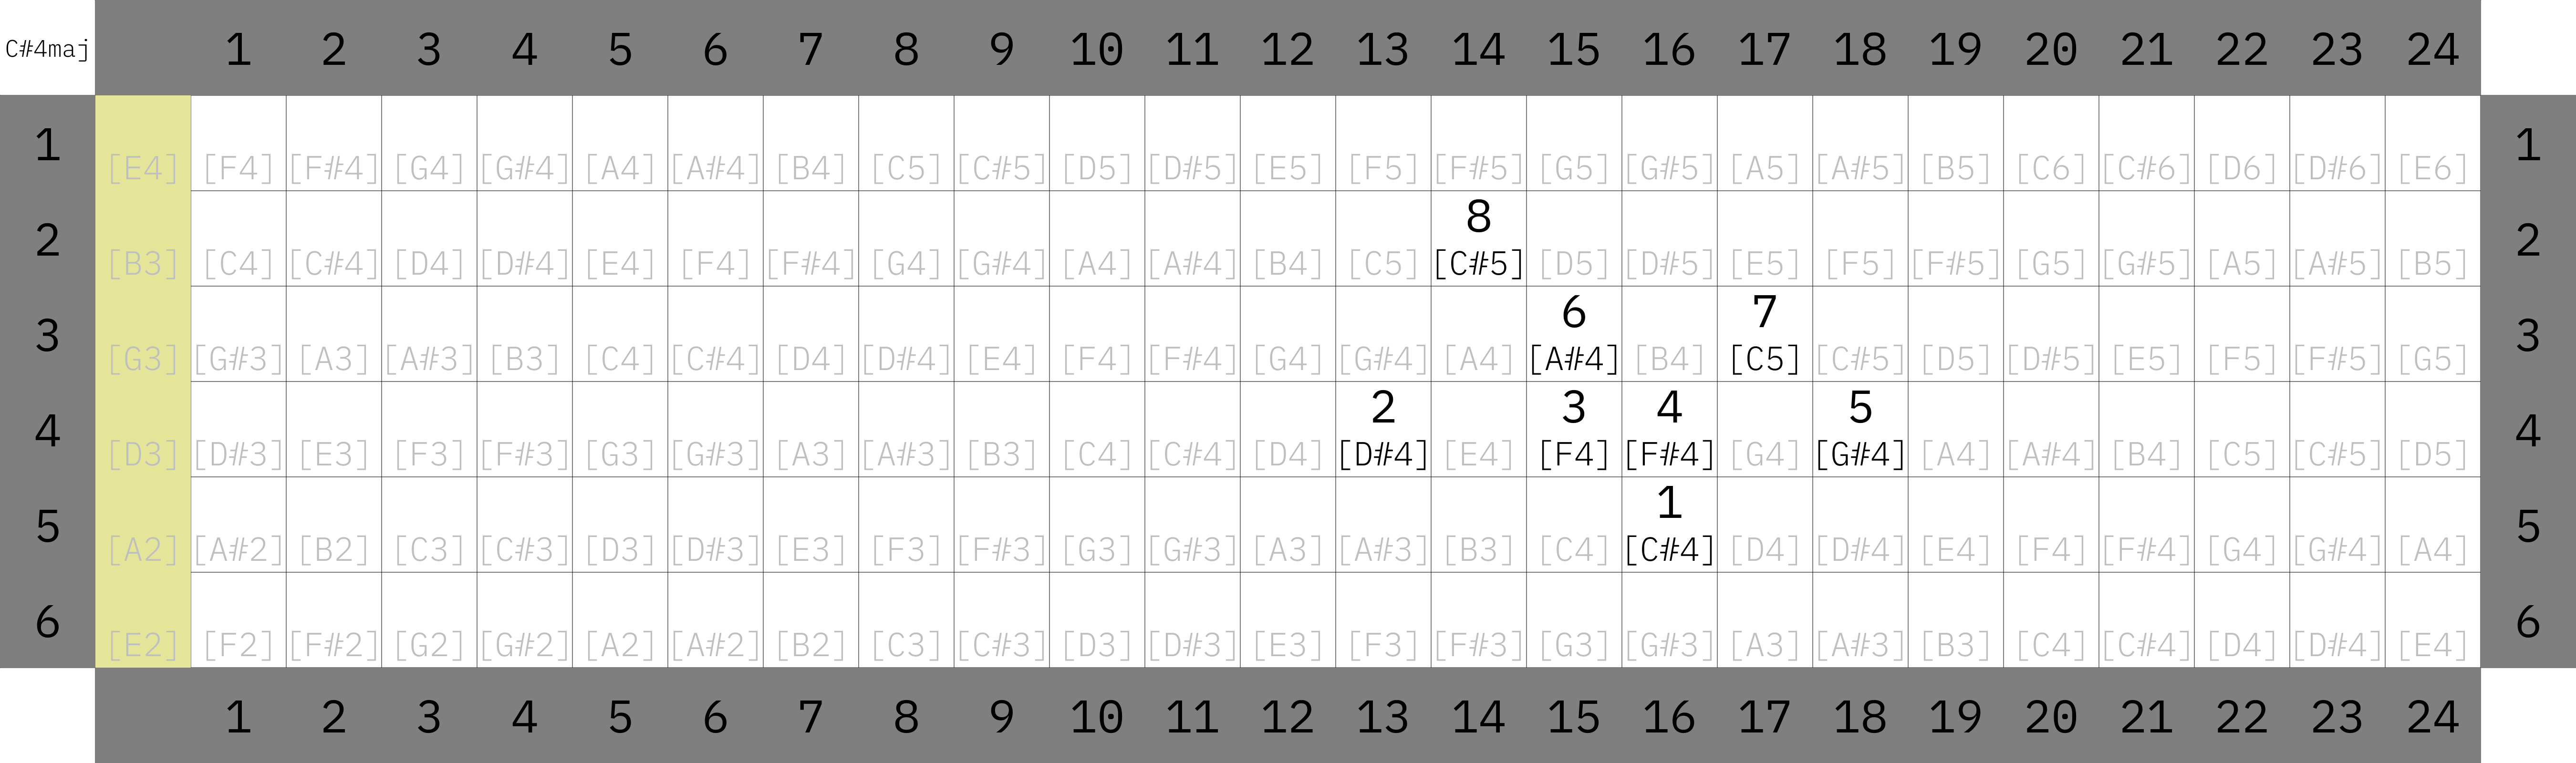 C#4maj 1 2 3 4 5 6 7 8 9 10 11 12 13 14 15 16 17 18 19 20 21 22 23 24
1 1
[E4] [F4] [F#4] [G4] [G#4] [A4] [A#4] [B4] [C5] [C#5] [D5] [D#5] [E5] [F5] [F#5] [G5] [G#5] [A5] [A#5] [B5] [C6] [C#6] [D6] [D#6] [E6]
2 8 2
[B3] [C4] [C#4] [D4] [D#4] [E4] [F4] [F#4] [G4] [G#4] [A4] [A#4] [B4] [C5] [C#5] [D5] [D#5] [E5] [F5] [F#5] [G5] [G#5] [A5] [A#5] [B5]
3 6 7 3
[G3] [G#3] [A3] [A#3] [B3] [C4] [C#4] [D4] [D#4] [E4] [F4] [F#4] [G4] [G#4] [A4] [A#4] [B4] [C5] [C#5] [D5] [D#5] [E5] [F5] [F#5] [G5]
4 2 3 4 5 4
[D3] [D#3] [E3] [F3] [F#3] [G3] [G#3] [A3] [A#3] [B3] [C4] [C#4] [D4] [D#4] [E4] [F4] [F#4] [G4] [G#4] [A4] [A#4] [B4] [C5] [C#5] [D5]
5 1 5
[A2] [A#2] [B2] [C3] [C#3] [D3] [D#3] [E3] [F3] [F#3] [G3] [G#3] [A3] [A#3] [B3] [C4] [C#4] [D4] [D#4] [E4] [F4] [F#4] [G4] [G#4] [A4]
6 6
[E2] [F2] [F#2] [G2] [G#2] [A2] [A#2] [B2] [C3] [C#3] [D3] [D#3] [E3] [F3] [F#3] [G3] [G#3] [A3] [A#3] [B3] [C4] [C#4] [D4] [D#4] [E4]
1 2 3 4 5 6 7 8 9 10 11 12 13 14 15 16 17 18 19 20 21 22 23 24